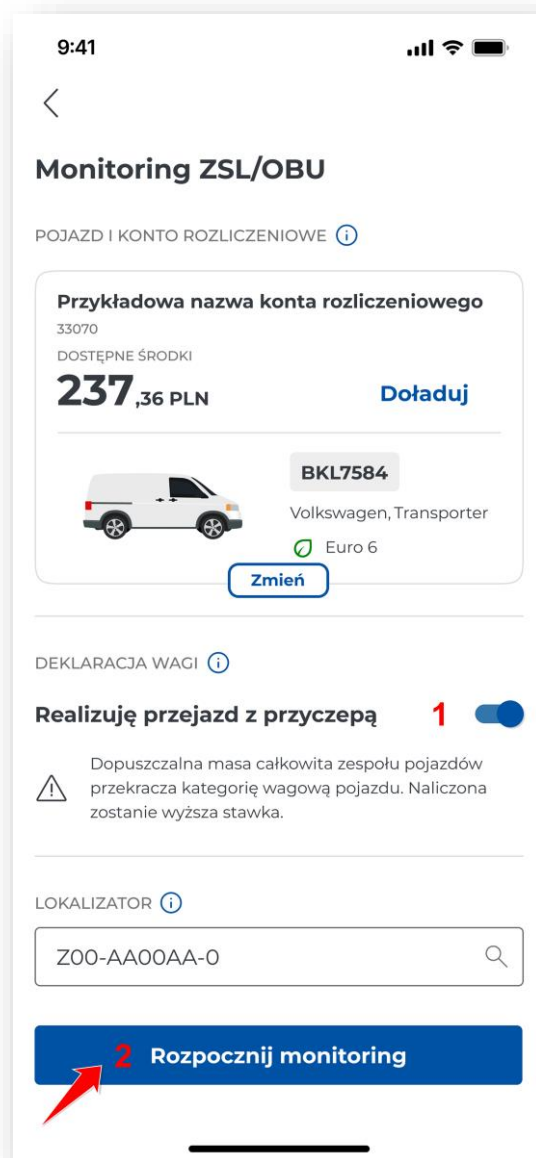 9:41
Monitoring ZSL/OBU
POJAZD I KONTO ROZLICZENIOWE
Przykładowa nazwa konta rozliczeniowego
33070
DOSTĘPNE ŚRODKI
237,36 PLN
Doładuj
BKL7584
Volkswagen, Transporter
Euro 6
Zmień
DEKLARACJA WAGI
Realizuję przejazd z przyczepą 1
Dopuszczalna masa całkowita zespołu pojazdów
przekracza kategorię wagową pojazdu. Naliczona
zostanie wyższa stawka.
LOKALIZATOR
Z00-AA00AA-0
2 Rozpocznij monitoring